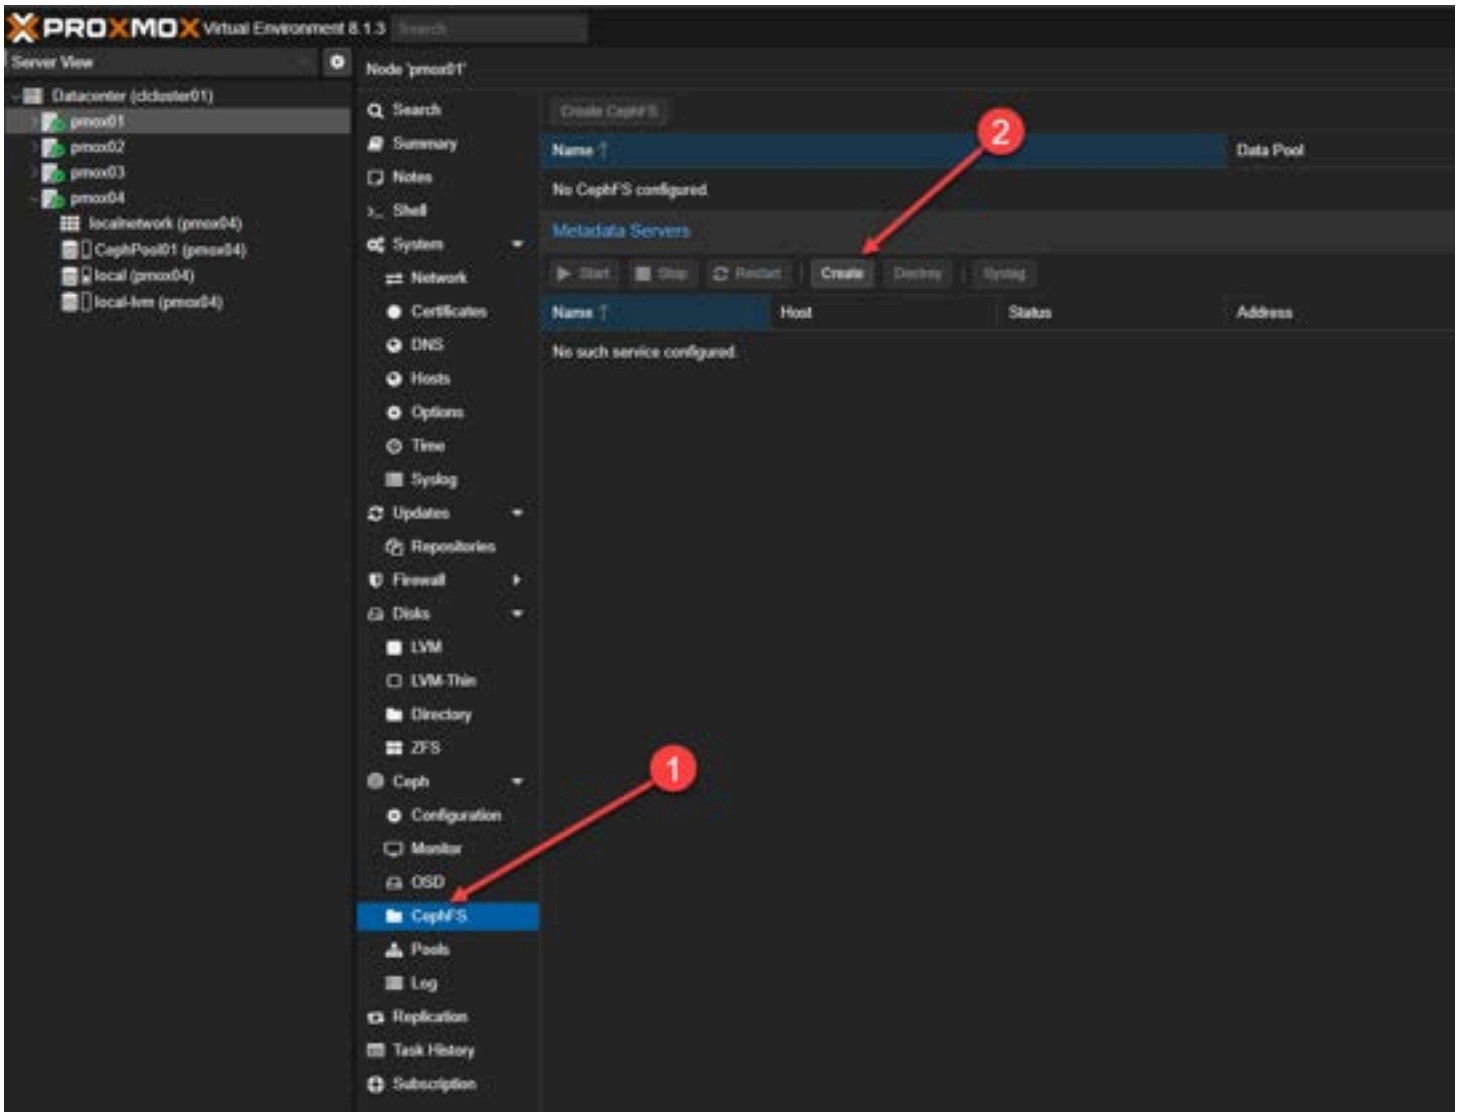 PROXMOX Virtual Environment 8.1.3 Search
Server View
Datacenter (clcluster01)
pmox01
pmox02
pmox03
pmox04
localnetwork (pmox04)
CephPool01 (pmox04)
local (pmox04)
local-lvm (pmox04)
Node 'pmox01'
Search
Summary
Notes
Shell
System
Network
Certificates
DNS
Hosts
Options
Time
Syslog
Updates
Repositories
Firewall
Disks
LVM
LVM-Thin
Directory
ZFS
Ceph
Configuration
Monitor
OSD
CephFS
Pools
Log
Replication
Task History
Subscription
Create CephFS
Name ↑ Data Pool
No CephFS configured.
Metadata Servers
Start Stop Restart Create Destroy Syslog
Name ↑ Host Status Address
No such service configured.
1
2